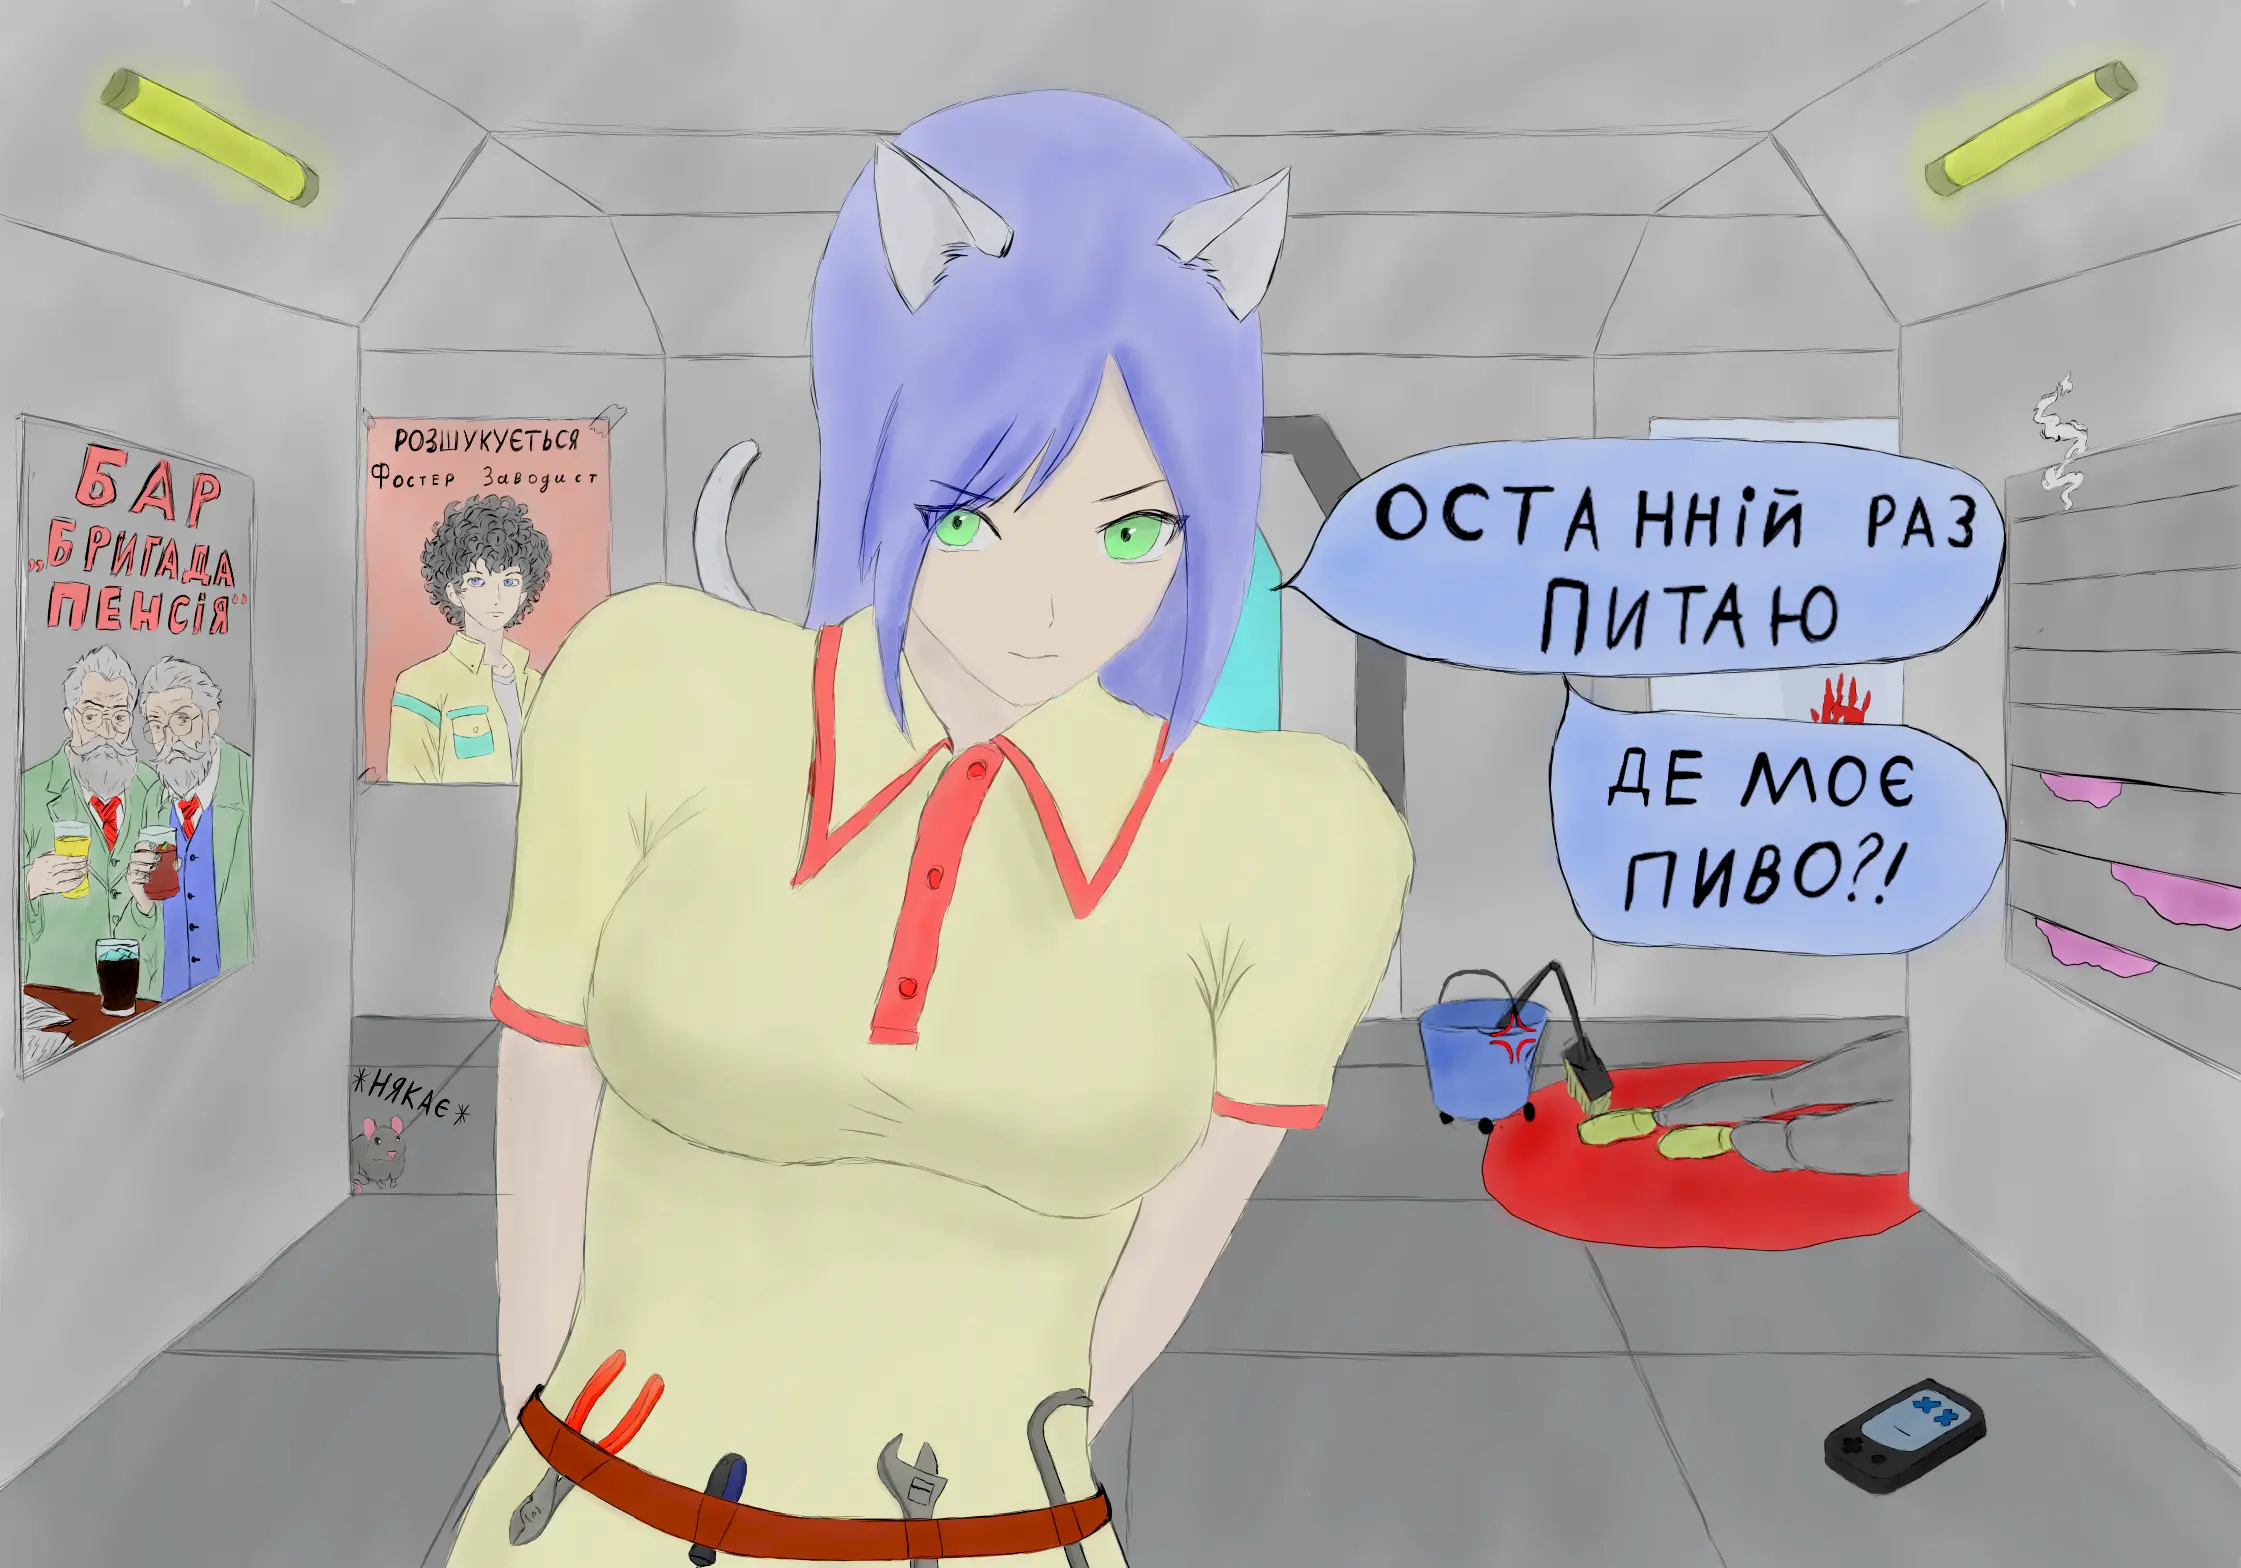 БАР
„БРИГАДА
ПЕНСІЯ”
РОЗШУКУЄТЬСЯ
Фостер Заводист
ОСТАННІЙ РАЗ
ПИТАЮ
ДЕ МОЄ
ПИВО?!
*НЯКАЄ*